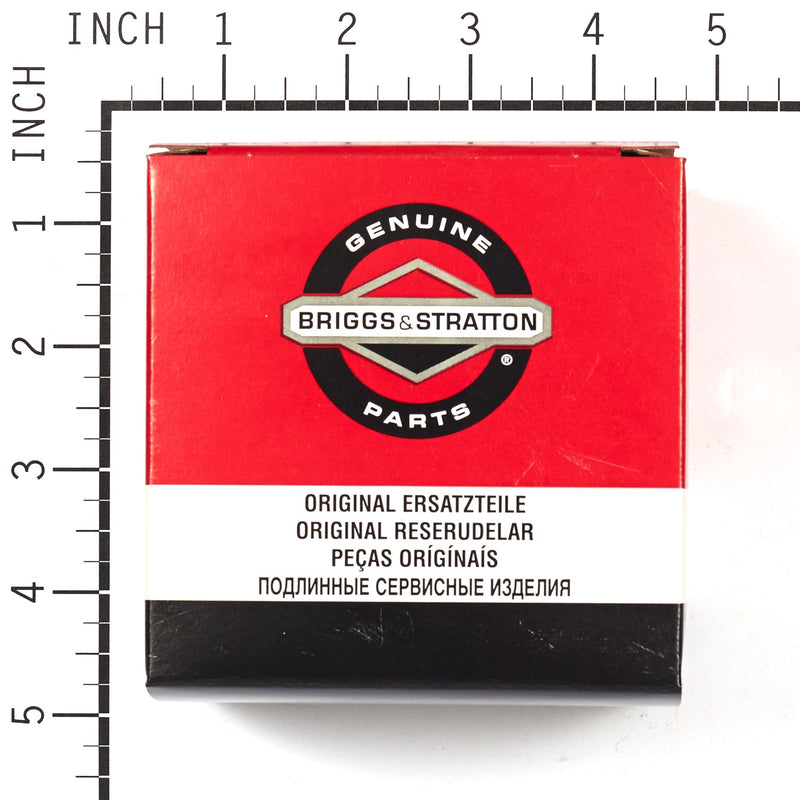 INCH 1 2 3 4 5
INCH
1
2
3
4
5
GENUINE
BRIGGS & STRATTON
®
PARTS
ORIGINAL ERSATZTEILE
ORIGINAL RESERUDELAR
PEÇAS ORÍGÍNAÍS
ПОДЛИННЫЕ СЕРВИСНЫЕ ИЗДЕЛИЯ